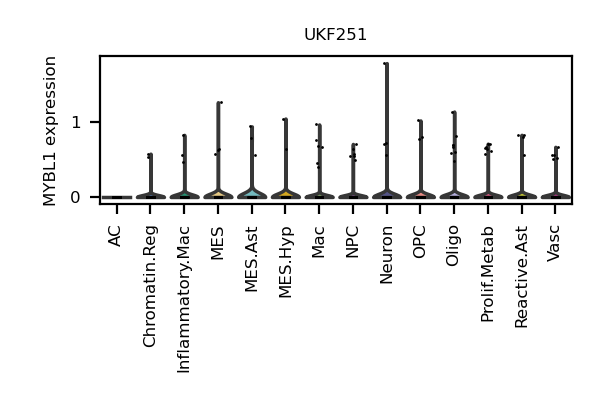 UKF251
MYBL1 expression
1
0
AC
Chromatin.Reg
Inflammatory.Mac
MES
MES.Ast
MES.Hyp
Mac
NPC
Neuron
OPC
Oligo
Prolif.Metab
Reactive.Ast
Vasc